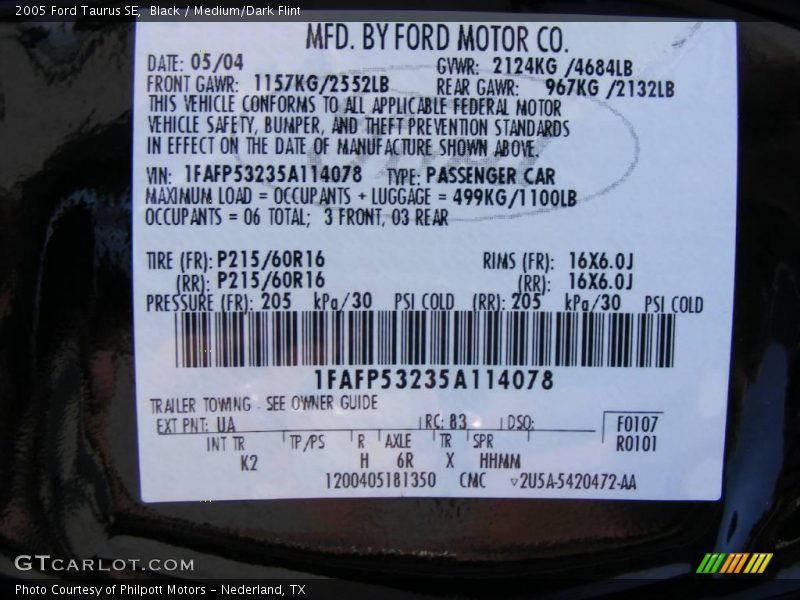 2005 Ford Taurus SE, Black / Medium/Dark Flint
MFD. BY FORD MOTOR CO.
DATE: 05/04 GVWR: 2124KG /4684LB
FRONT GAWR: 1157KG/2552LB REAR GAWR: 967KG /2132LB
THIS VEHICLE CONFORMS TO ALL APPLICABLE FEDERAL MOTOR
VEHICLE SAFETY, BUMPER, AND THEFT PREVENTION STANDARDS
IN EFFECT ON THE DATE OF MANUFACTURE SHOWN ABOVE.
VIN: 1FAFP53235A114078 TYPE: PASSENGER CAR
MAXIMUM LOAD = OCCUPANTS + LUGGAGE = 499KG/1100LB
OCCUPANTS = 06 TOTAL; 3 FRONT, 03 REAR
TIRE (FR): P215/60R16 RIMS (FR): 16X6.0J
(RR): P215/60R16 (RR): 16X6.0J
PRESSURE (FR): 205 kPa/30 PSI COLD (RR): 205 kPa/30 PSI COLD
1FAFP53235A114078
TRAILER TOWING - SEE OWNER GUIDE
EXT PNT: UA RC: 83 DSO: F0107
INT TR TP/PS R AXLE TR SPR R0101
K2 H 6R X HHMM
1200405181350 CMC ▿2U5A-5420472-AA
GTCARLOT.COM
Photo Courtesy of Philpott Motors - Nederland, TX